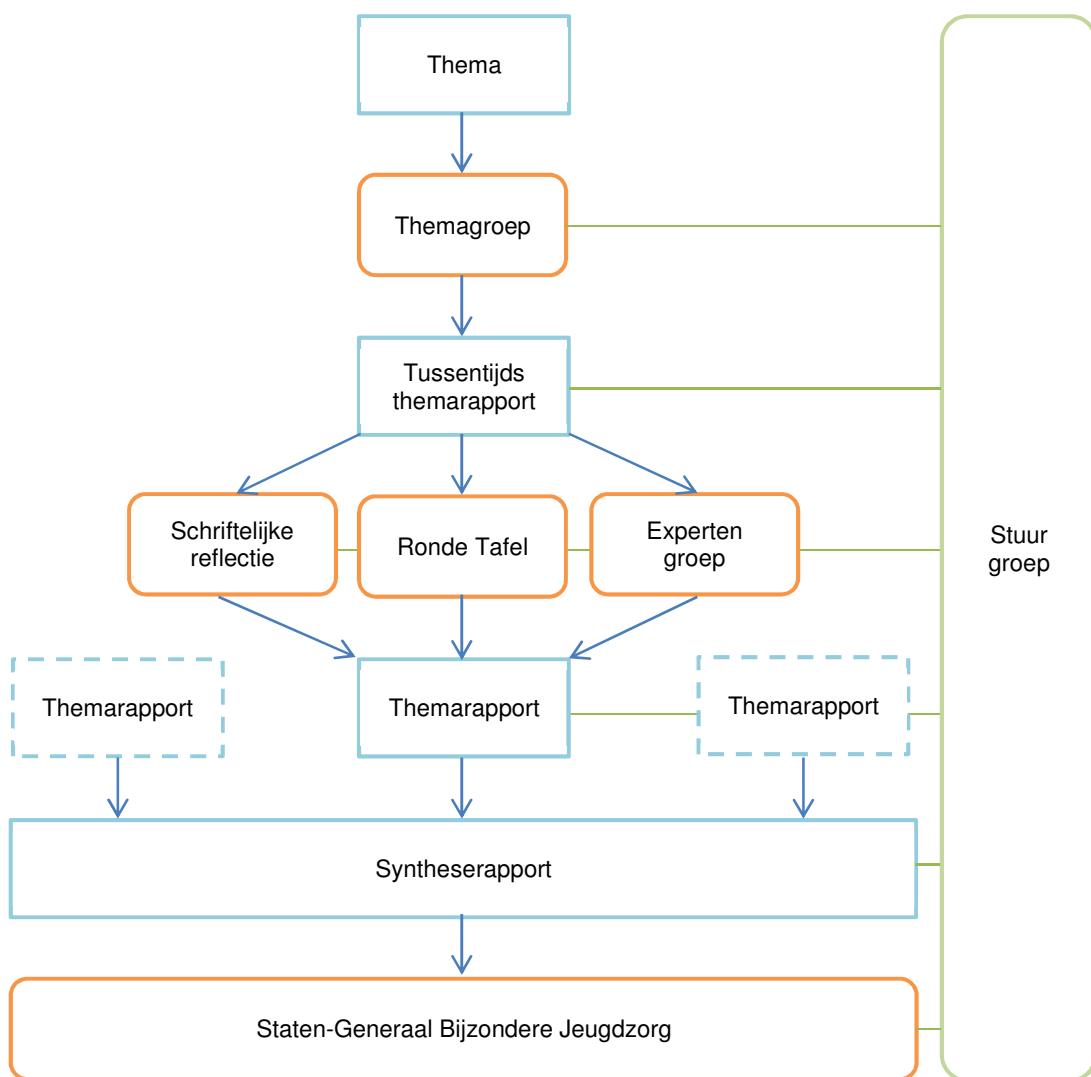 Thema
Themagroep
Tussentijds
themarapport
Schriftelijke
reflectie
Ronde Tafel
Experten
groep
Stuur
groep
Themarapport
Themarapport
Themarapport
Syntheserapport
Staten-Generaal Bijzondere Jeugdzorg